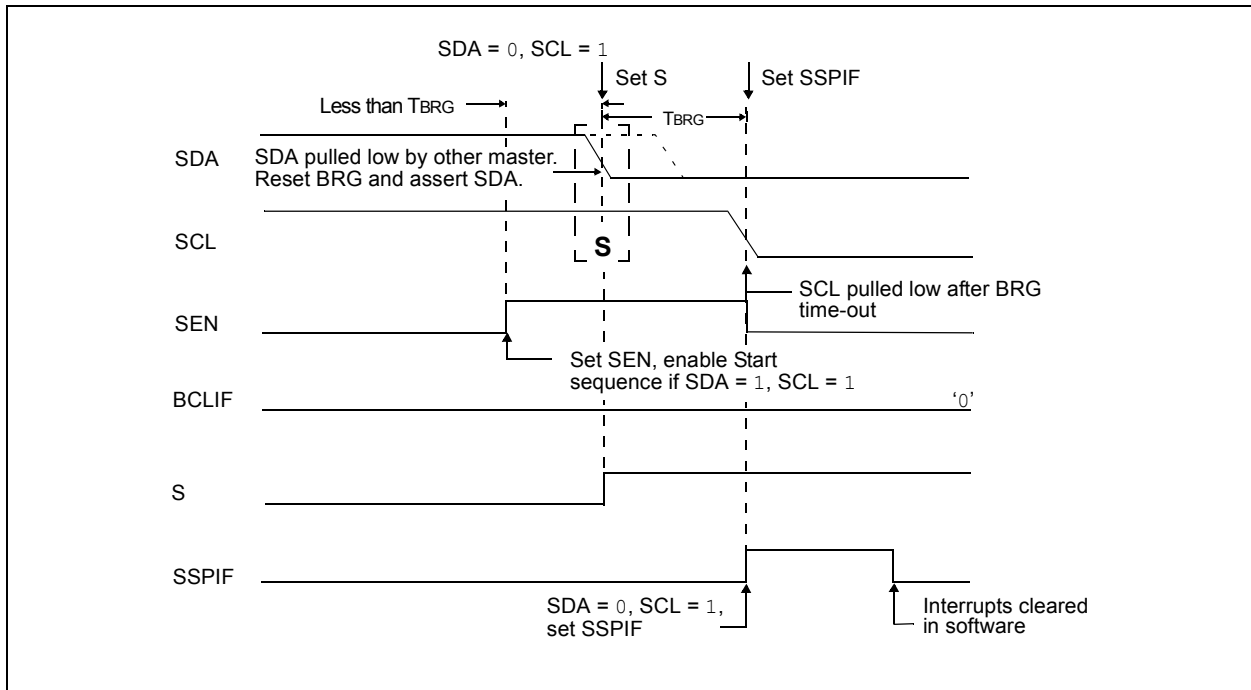 SDA = 0, SCL = 1
Set S
Set SSPIF
Less than TBRG
TBRG
SDA
SDA pulled low by other master.
Reset BRG and assert SDA.
SCL
S
SCL pulled low after BRG
time-out
SEN
Set SEN, enable Start
sequence if SDA = 1, SCL = 1
BCLIF
‘0’
S
SSPIF
SDA = 0, SCL = 1,
set SSPIF
Interrupts cleared
in software